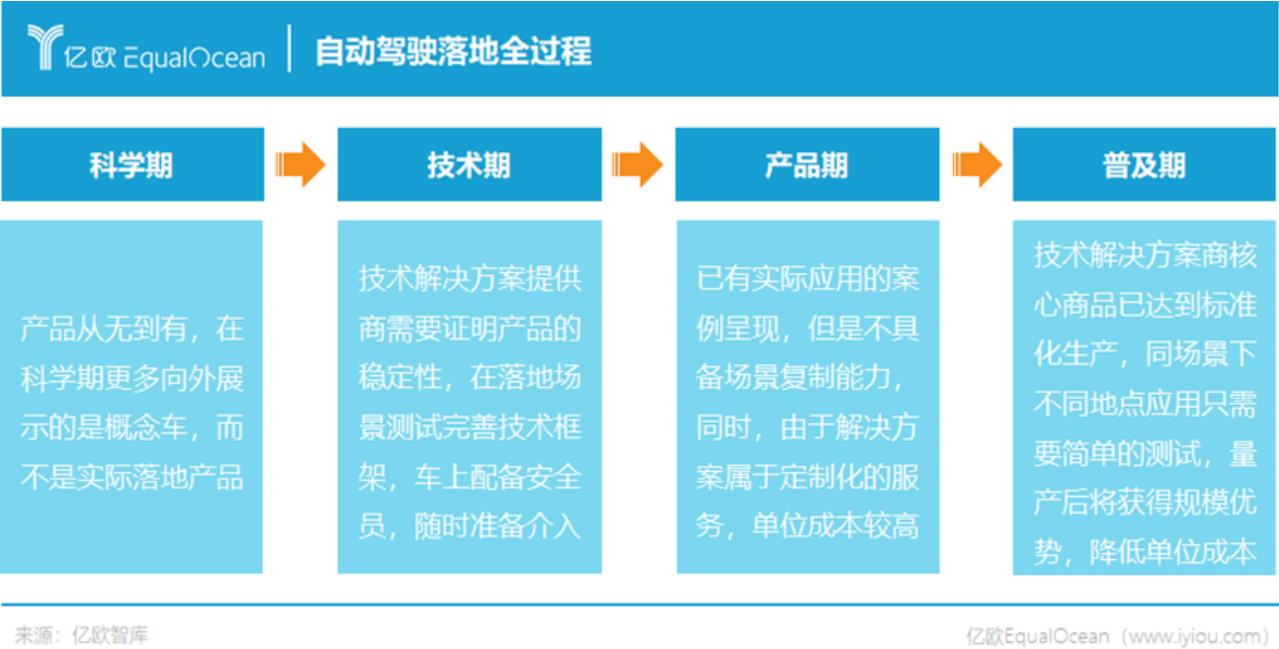 亿欧 EqualOcean
自动驾驶落地全过程
科学期
技术期
产品期
普及期
产品从无到有，在
科学期更多向外展
示的是概念车，而
不是实际落地产品
技术解决方案提供
商需要证明产品的
稳定性，在落地场
景测试完善技术框
架，车上配备安全
员，随时准备介入
已有实际应用的案
例呈现，但是不具
备场景复制能力，
同时，由于解决方
案属于定制化的服
务，单位成本较高
技术解决方案商核
心商品已达到标准
化生产，同场景下
不同地点应用只需
要简单的测试，量
产后将获得规模优
势，降低单位成本
来源：亿欧智库
亿欧EqualOcean（www.iyiou.com）